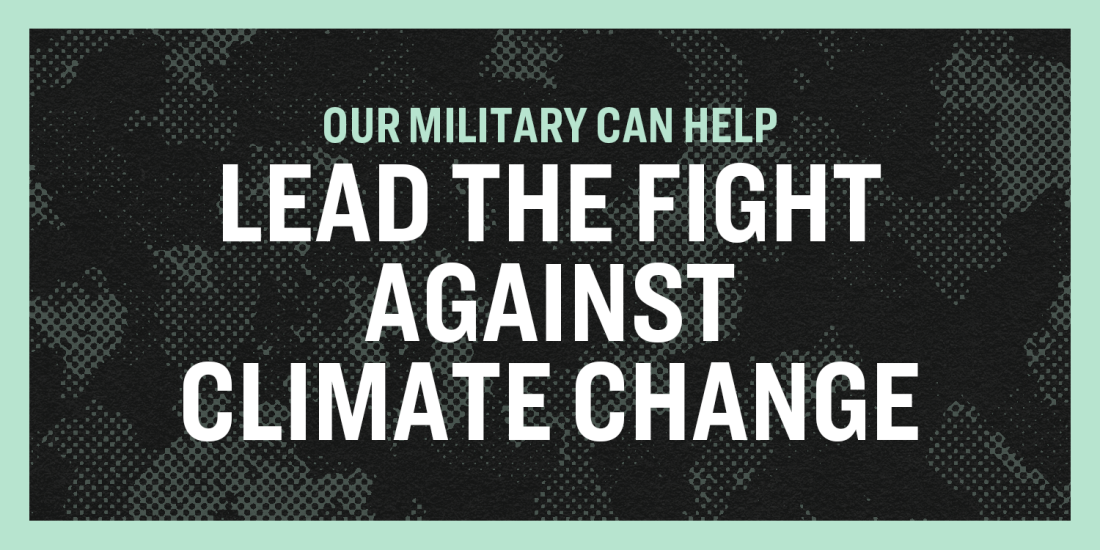 OUR MILITARY CAN HELP
LEAD THE FIGHT
AGAINST
CLIMATE CHANGE